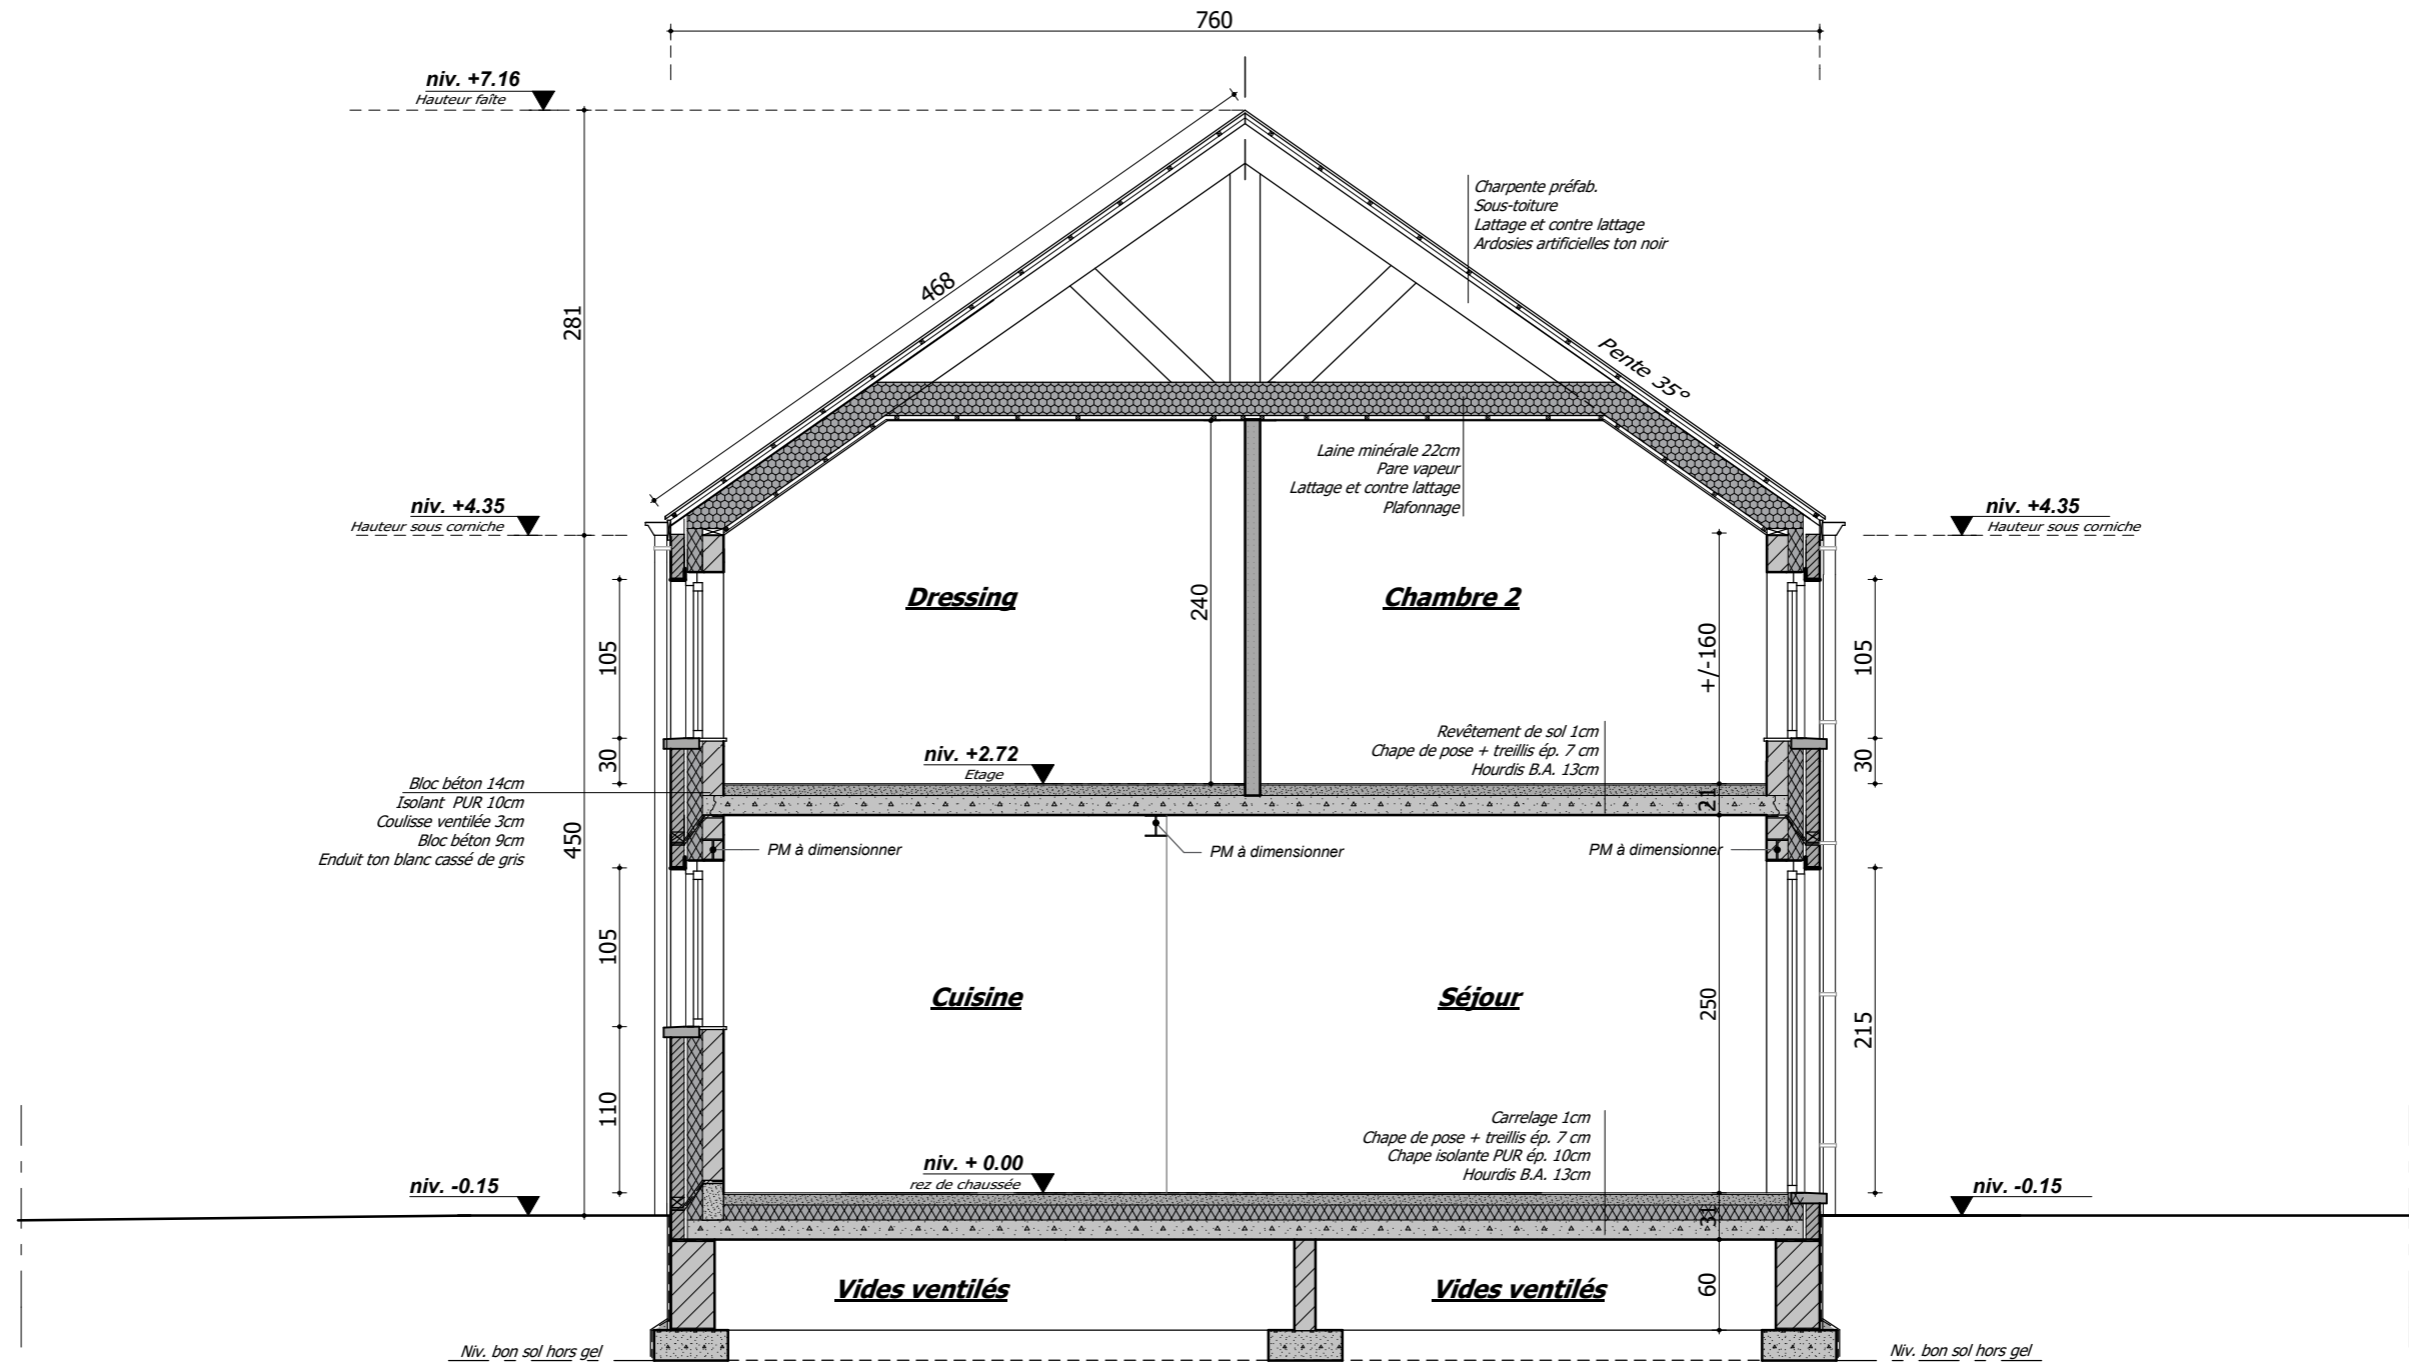 760
niv. +7.16
Hauteur faîte
Charpente préfab.
Sous-toiture
Lattage et contre lattage
Ardosies artificielles ton noir
468
281
Pente 35°
Laine minérale 22cm
Pare vapeur
Lattage et contre lattage
Plafonnage
niv. +4.35
Hauteur sous corniche
niv. +4.35
Hauteur sous corniche
Dressing
240
Chambre 2
+/-160
105
105
Revêtement de sol 1cm
Chape de pose + treillis ép. 7 cm
Hourdis B.A. 13cm
niv. +2.72
Etage
30
30
Bloc béton 14cm
Isolant PUR 10cm
Coulisse ventilée 3cm
Bloc béton 9cm
Enduit ton blanc cassé de gris
450
21
PM à dimensionner
PM à dimensionner
PM à dimensionner
105
Cuisine
Séjour
250
215
110
Carrelage 1cm
Chape de pose + treillis ép. 7 cm
Chape isolante PUR ép. 10cm
Hourdis B.A. 13cm
niv. + 0.00
rez de chaussée
niv. -0.15
niv. -0.15
31
Vides ventilés
Vides ventilés
60
Niv. bon sol hors gel
Niv. bon sol hors gel